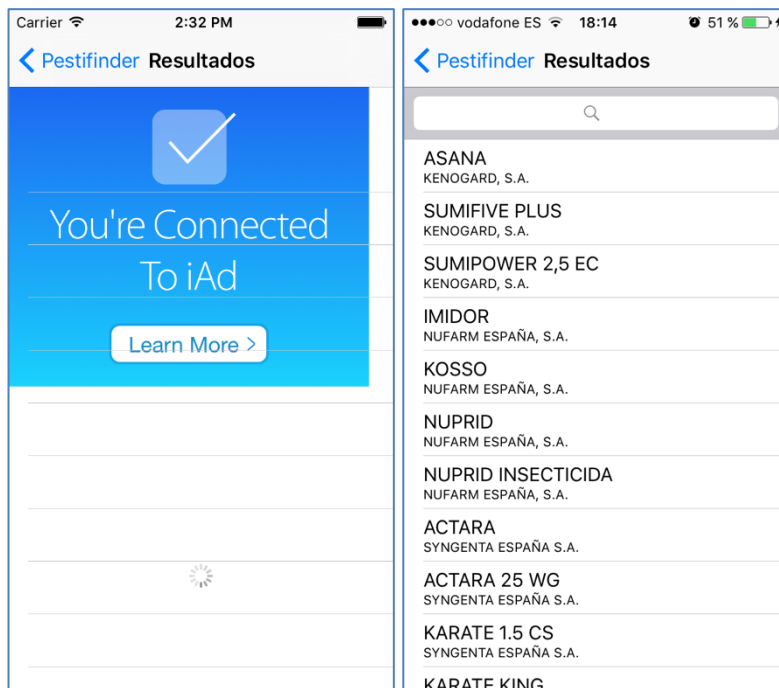 Carrier 2:32 PM
Pestifinder Resultados
You're Connected
To iAd
Learn More >
vodafone ES 18:14 51 %
Pestifinder Resultados
ASANA
KENOGARD, S.A.
SUMIFIVE PLUS
KENOGARD, S.A.
SUMIPOWER 2,5 EC
KENOGARD, S.A.
IMIDOR
NUFARM ESPAÑA, S.A.
KOSSO
NUFARM ESPAÑA, S.A.
NUPRID
NUFARM ESPAÑA, S.A.
NUPRID INSECTICIDA
NUFARM ESPAÑA, S.A.
ACTARA
SYNGENTA ESPAÑA S.A.
ACTARA 25 WG
SYNGENTA ESPAÑA S.A.
KARATE 1.5 CS
SYNGENTA ESPAÑA S.A.
KARATE KING